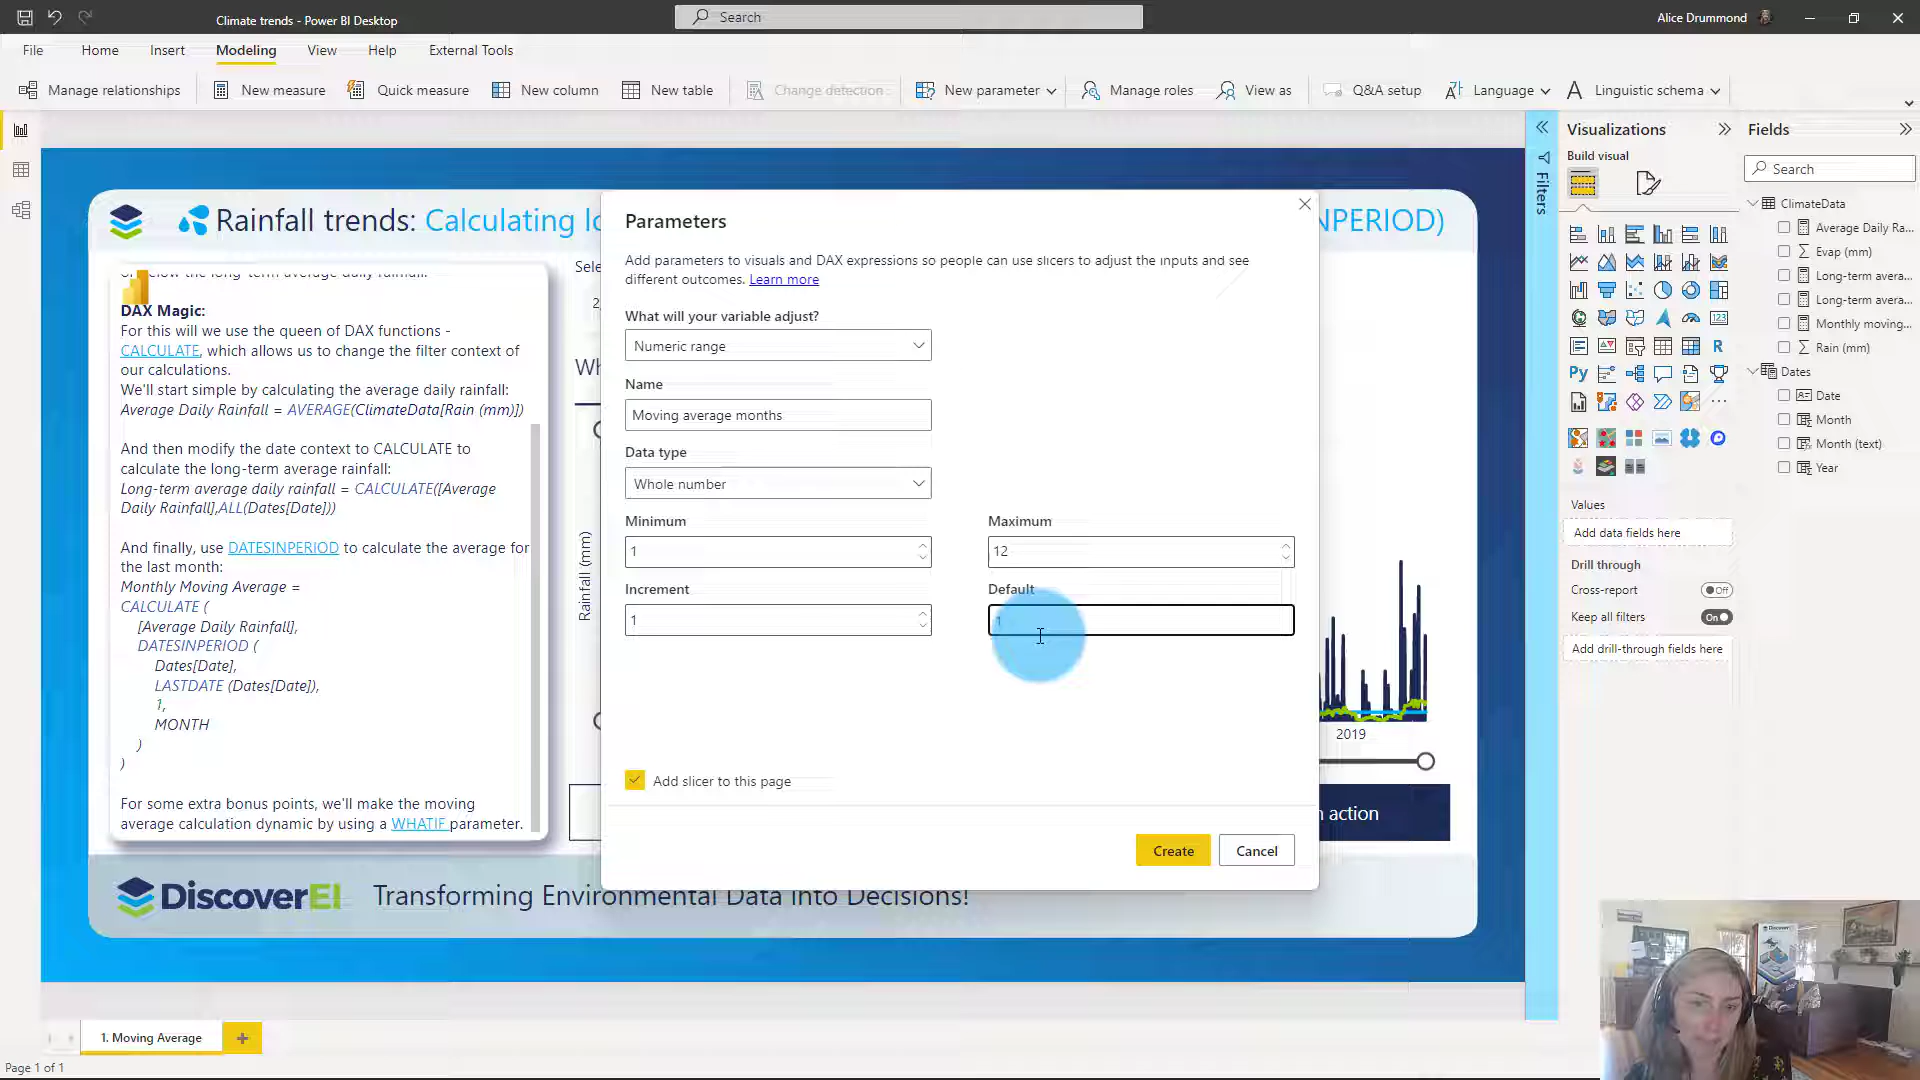 Climate trends - Power BI Desktop
Search
Alice Drummond
File
Home
Insert
Modeling
View
Help
External Tools
Manage relationships
New measure
Quick measure
New column
New table
Change detection
New parameter
Manage roles
View as
Q&A setup
Language
Linguistic schema
Rainfall trends: Calculating lo
INPERIOD)
DAX Magic:
For this will we use the queen of DAX functions -
CALCULATE, which allows us to change the filter context of
our calculations.
We'll start simple by calculating the average daily rainfall:
Average Daily Rainfall = AVERAGE(ClimateData[Rain (mm)])
And then modify the date context to CALCULATE to
calculate the long-term average rainfall:
Long-term average daily rainfall = CALCULATE([Average
Daily Rainfall],ALL(Dates[Date]))
And finally, use DATESINPERIOD to calculate the average for
the last month:
Monthly Moving Average =
CALCULATE (
[Average Daily Rainfall],
DATESINPERIOD (
Dates[Date],
LASTDATE (Dates[Date]),
1,
MONTH
)
)
For some extra bonus points, we'll make the moving
average calculation dynamic by using a WHATIF parameter.
Sele
2
Wh
Rainfall (mm)
Parameters
Add parameters to visuals and DAX expressions so people can use slicers to adjust the inputs and see
different outcomes. Learn more
What will your variable adjust?
Numeric range
Name
Moving average months
Data type
Whole number
Minimum
1
Maximum
12
Increment
1
Default
1
Add slicer to this page
Create
Cancel
2019
n action
DiscoverEI
Transforming Environmental Data Into Decisions!
1. Moving Average
Page 1 of 1
Filters
Visualizations
Build visual
Py
R
123
Values
Add data fields here
Drill through
Cross-report
Off
Keep all filters
On
Add drill-through fields here
Fields
Search
ClimateData
Average Daily Ra...
Evap (mm)
Long-term avera...
Long-term avera...
Monthly moving...
Rain (mm)
Dates
Date
Month
Month (text)
Year